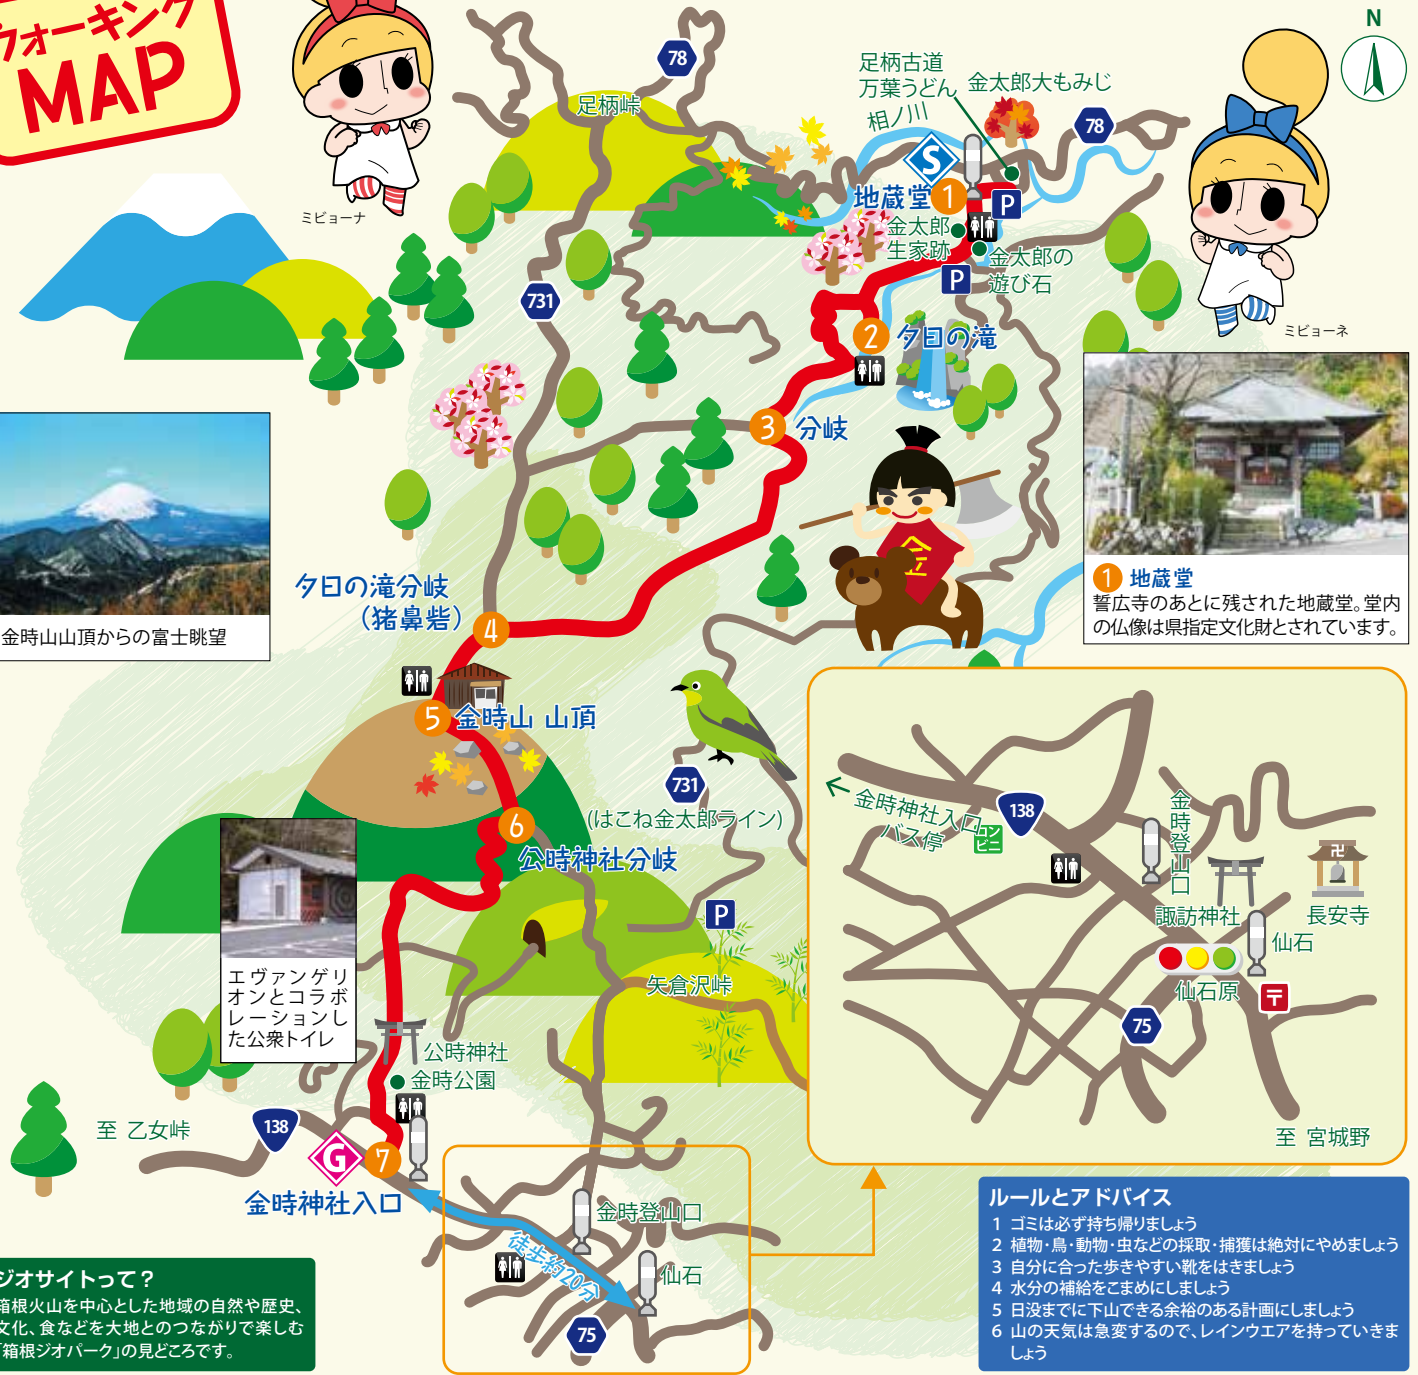 ウォーキング
MAP
ミビョーナ
78
足柄峠
足柄古道
万葉うどん
相ノ川
金太郎大もみじ
78
N
S
地蔵堂
1
P
金太郎
生家跡
金太郎の
遊び石
P
ミビョーネ
731
2
夕日の滝
3
分岐
金
金時山山頂からの富士眺望
1 地蔵堂
誓広寺のあとに残された地蔵堂。堂内
の仏像は県指定文化財とされています。
夕日の滝分岐
(猪鼻砦)
4
5
金時山 山頂
731
(はこね金太郎ライン)
6
公時神社分岐
P
矢倉沢峠
エヴァンゲリ
オンとコラボ
レーションし
た公衆トイレ
公時神社
金時公園
至 乙女峠
138
G
7
金時神社入口
金時登山口
徒歩約20分
仙石
75
金時神社入口
バス停
コン
ビニ
138
金時登山口
諏訪神社
卍
長安寺
仙石
仙石原
〒
75
至 宮城野
ジオサイトって?
箱根火山を中心とした地域の自然や歴史、
文化、食などを大地とのつながりで楽しむ
「箱根ジオパーク」の見どころです。
ルールとアドバイス
1 ゴミは必ず持ち帰りましょう
2 植物・鳥・動物・虫などの採取・捕獲は絶対にやめましょう
3 自分に合った歩きやすい靴をはきましょう
4 水分の補給をこまめにしましょう
5 日没までに下山できる余裕のある計画にしましょう
6 山の天気は急変するので、レインウエアを持っていきま
しょう